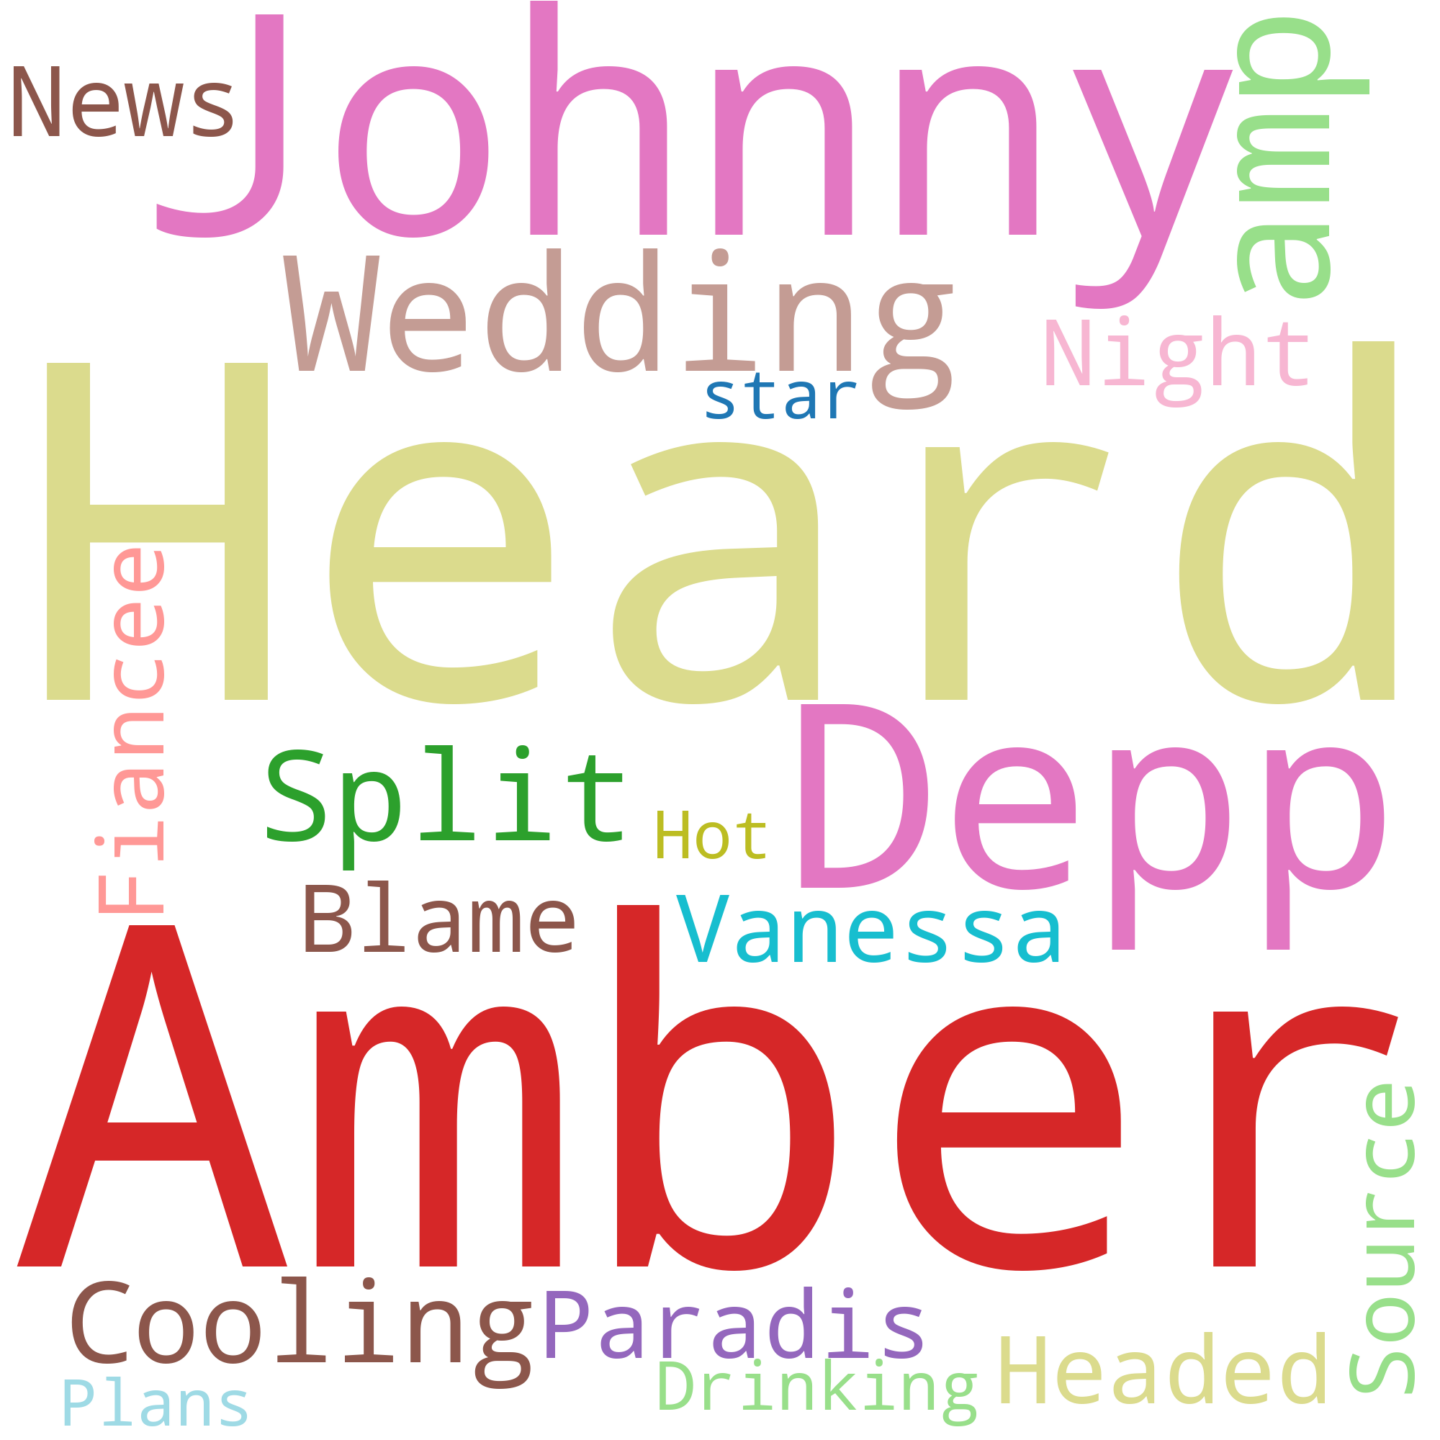 News
Johnny
amp
Wedding
Night
star
Heard
Fiancee
Split
Hot
Depp
Blame
Vanessa
Amber
Source
Cooling
Paradis
Headed
Drinking
Plans